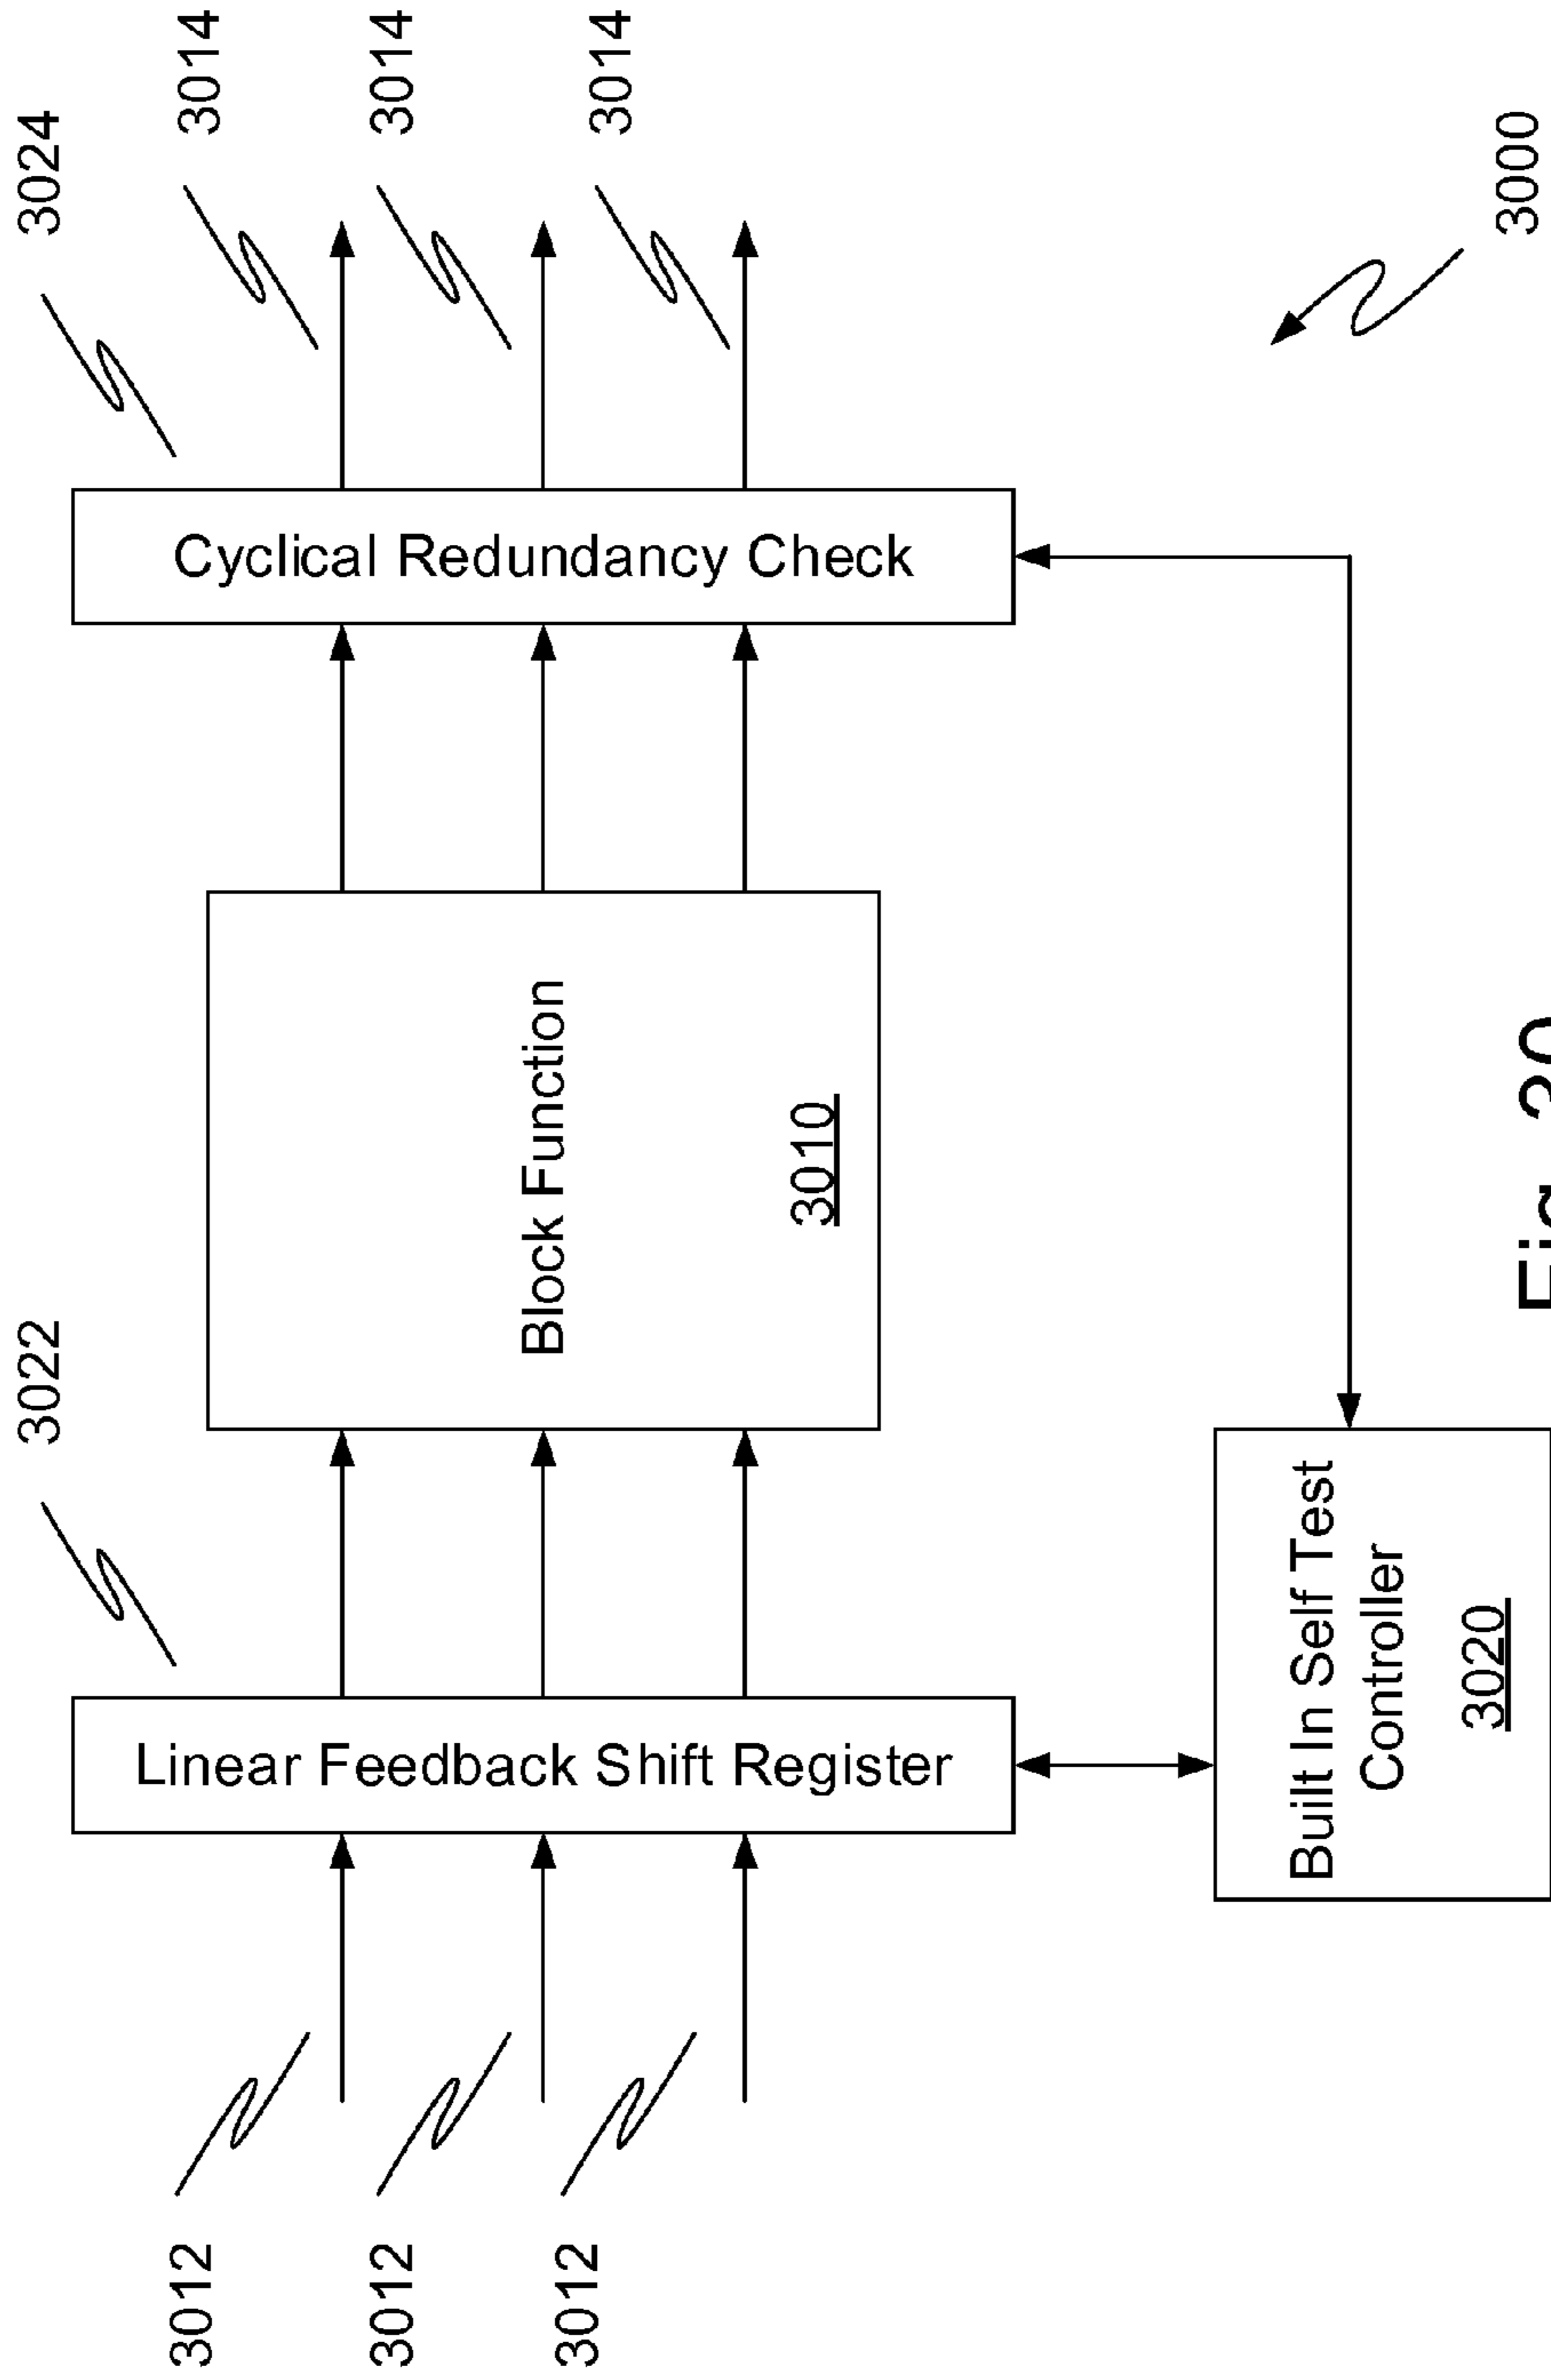 3022
3024
3012
3014
3012
3014
3012
3014
Linear Feedback Shift Register
Block Function
3010
Cyclical Redundancy Check
Built In Self Test
Controller
3020
3000